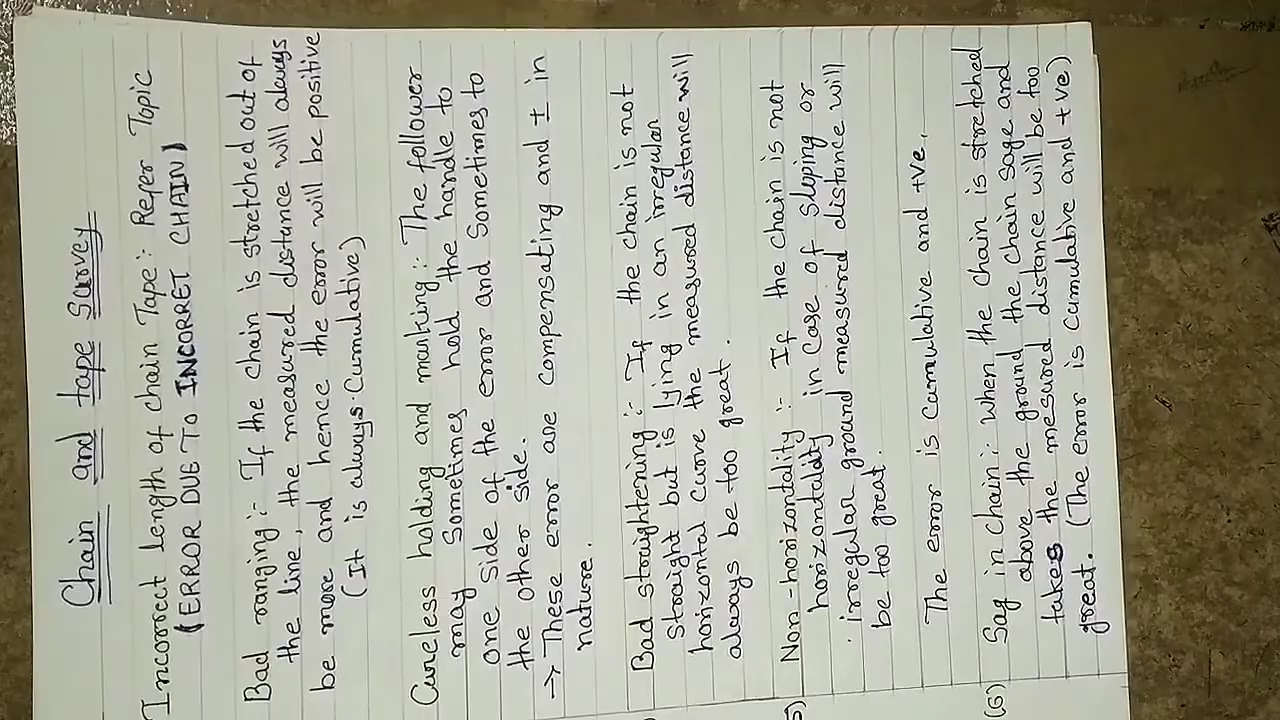 Chain and tape Survey
Incorrect length of chain Tape:- Refer Topic
(ERROR DUE TO INCORRET CHAIN)
Bad ranging:- If the chain is stretched out of
the line, the measured distance will always
be more and hence the error will be positive
(It is always Cumulative)
Careless holding and marking:- The follower
may Sometimes hold the handle to
one side of the error and Sometimes to
the other side.
→ These error are compensating and ± in
nature.
Bad straightening:- If the chain is not
straight but is lying in an irregular
horizontal curve the measured distance will
always be too great.
5) Non-horizontality:- If the chain is not
horizontality in case of sloping or
irregular ground measured distance will
be too great.
The error is cumulative and +ve.
(6) Sag in chain:- When the chain is stretched
above the ground the chain sage and
takes the mesured distance will be too
great. (The error is cumulative and +ve)